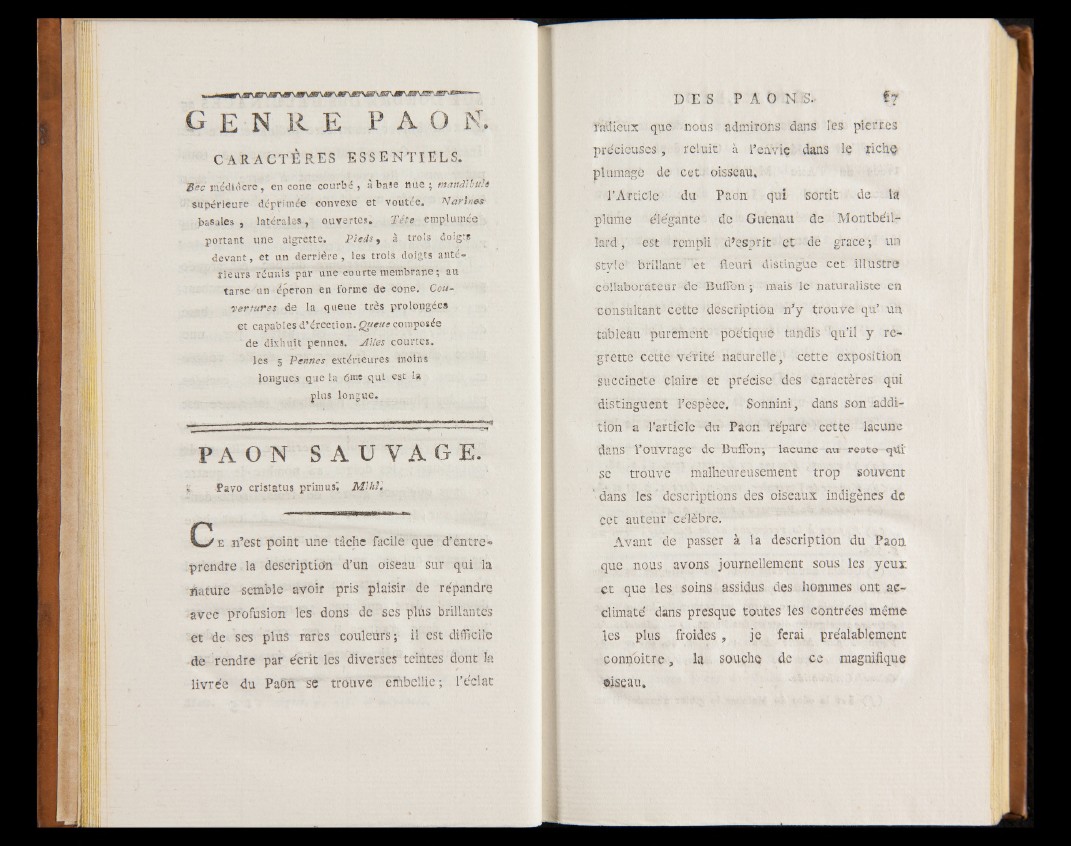 GENRE PAON.
CARACTÈRES ESSENTIELS.
Bec médiocre, en cone courbé, à base nue; mandibule
supérieure déprimée convexe et voutée. Narines
basales, latérales, ouvertes. Tête emplumée
portant une aigrette. Pieds, à trois doigts
devant, et un derrière, les trois doigts anté-
rieurs réunis par une courte membrane; au
tarse un éperon en forme de cone. Cou-
vertures de la queue très prolongées
et capables d'érection. Queue composée
de dixhuit pennes. Ailes courtes.
les 5 Pennes extérieures moins
longues que la 6me qui est la
plus longue.
PAON SAUVAGE.
Pavo cristatus primus. Mihi.
CE n'est point une tâche facile que d'entre-
prendre la description d'un oiseau sur qui la
nature semble avoir pris plaisir de répandre
avec profusion les dons de ses plus brillantes
et de ses plus rares couleurs; il est difficile
de rendre par écrit les diverses teintes dont la
livrée du Paon se trouve embellie; l'éclat
DES PAONS. 57
radieux que nous admirons dans les pierres
précieuses, reluit à l'envie dans le riche
plumage de cet oisseau.
l'Article du Paon qui sortit de la
plume élégante de Guenau de Montbéil-
lard, est rempli d'esprit et de grace; un
style brillant et fleuri distingue cet illustre
collaborateur de Buffon; mais le naturaliste en
consultant cette description n'y trouve qu' un
tableau purement poétique tandis qu'il y re-
grette cette vérité naturelle, cette exposition
succincte claire et précise des caractères qui
distinguent l'espèce. Sonnini, dans son addi-
tion a l'article du Paon répare cette lacune
dans l'ouvrage de Buffon; lacune au reste qui
se trouve malheureusement trop souvent
dans les descriptions des oiseaux indigènes de
cet auteur célèbre.
Avant de passer à la description du Paon
que nous avons journellement sous les yeux
et que les soins assidus des hommes ont ac-
climaté dans presque toutes les contrées même
les plus froides, je ferai préalablement
connoitre, la souche de ce magnifique
oiseau.